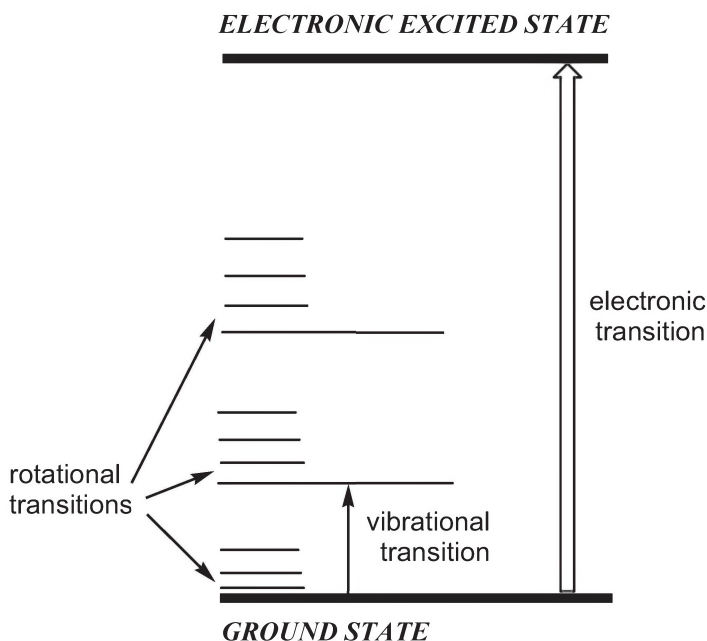 ELECTRONIC EXCITED STATE
electronic
transition
rotational
transitions
vibrational
transition
GROUND STATE